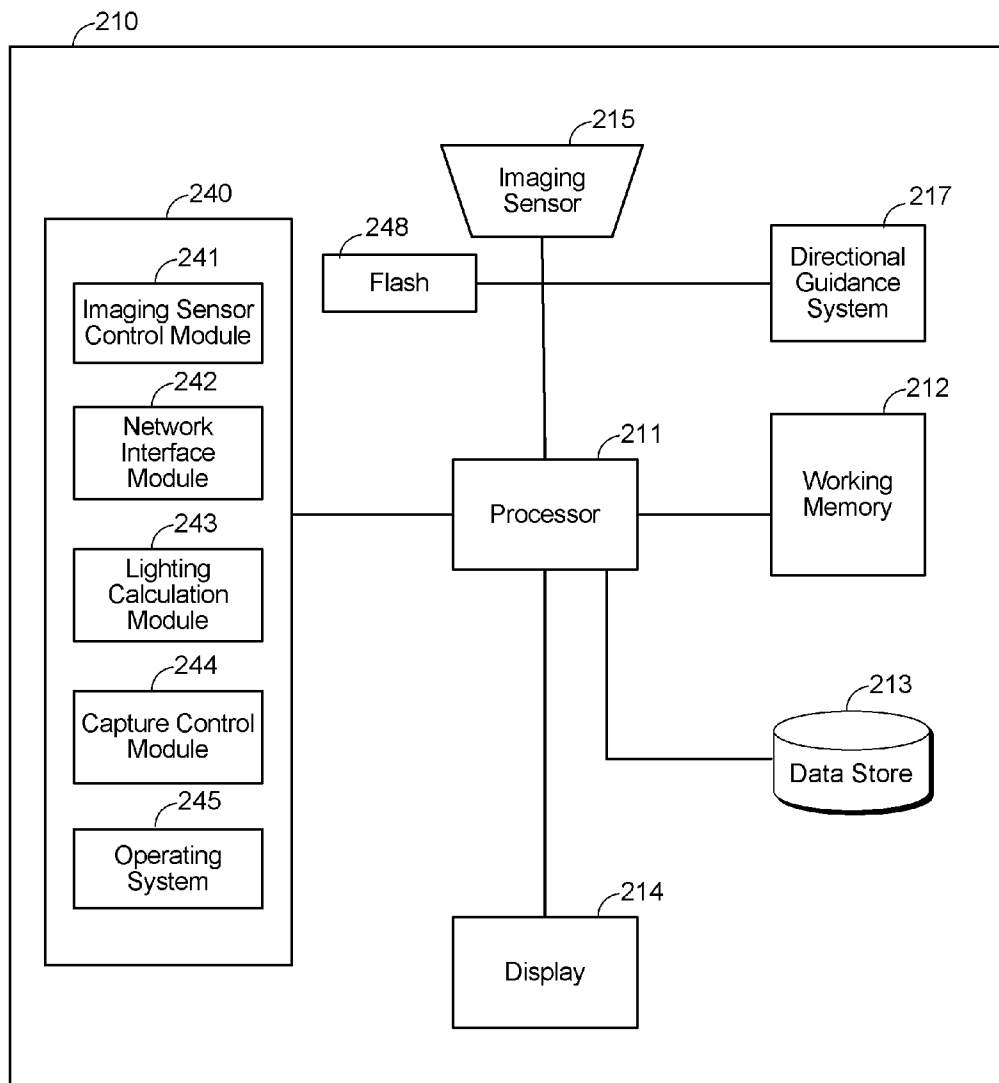 210
215
Imaging
Sensor
240
248
Flash
217
Directional
Guidance
System
241
Imaging Sensor
Control Module
242
Network
Interface
Module
212
Working
Memory
211
Processor
243
Lighting
Calculation
Module
244
Capture Control
Module
213
Data Store
245
Operating
System
214
Display